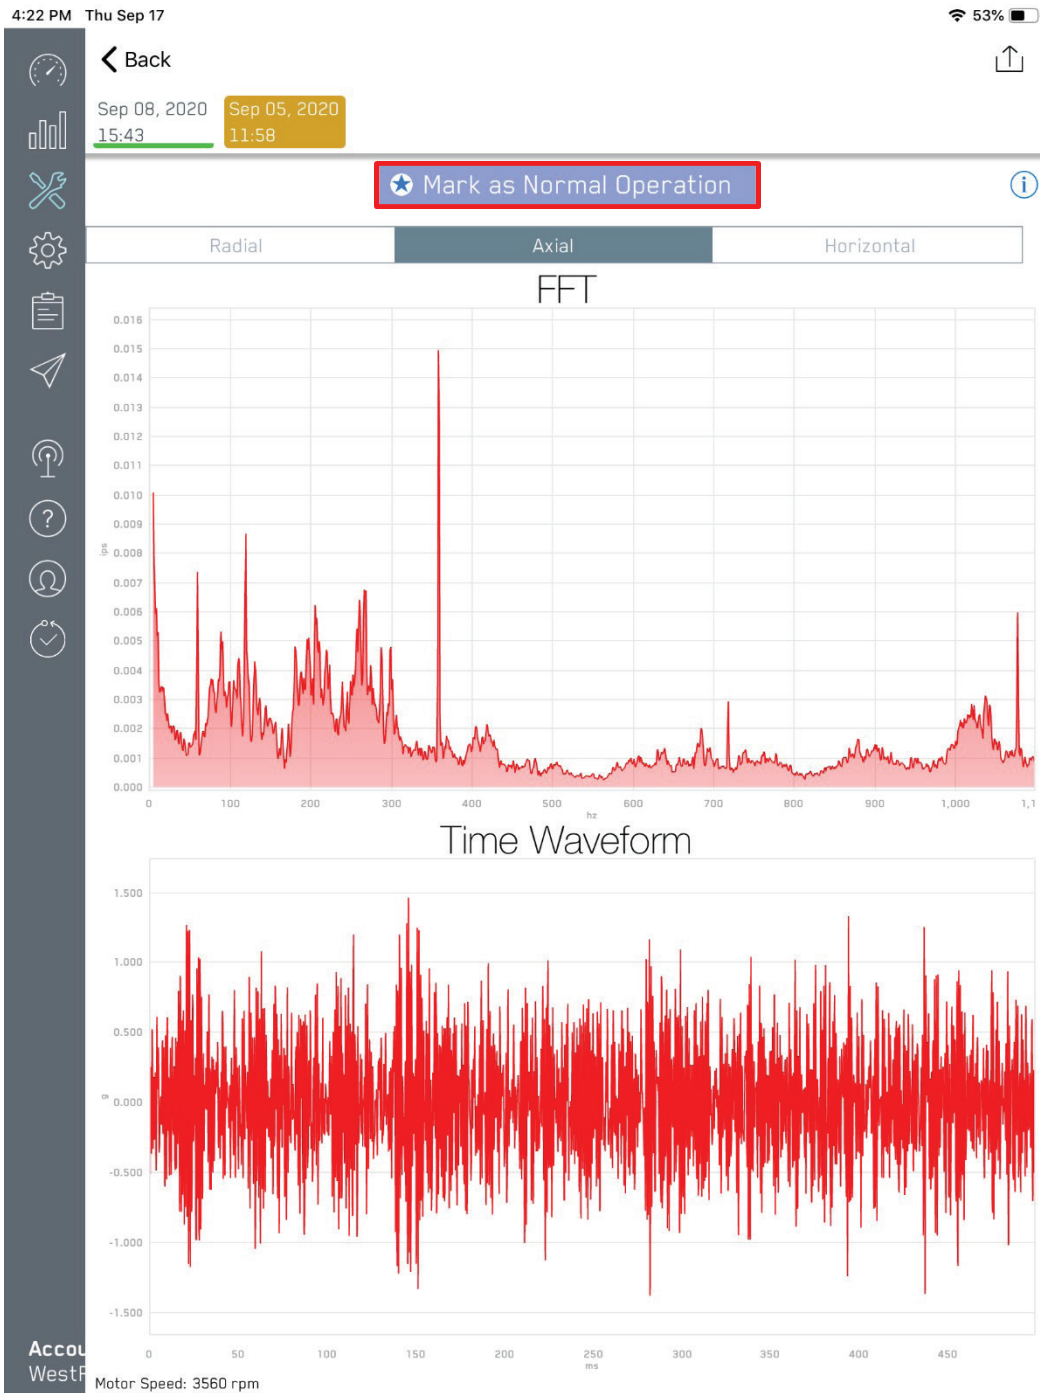 4:22 PM Thu Sep 17
53%
Back
Sep 08, 2020
15:43
Sep 05, 2020
11:58
Mark as Normal Operation
i
Radial
Axial
Horizontal
FFT
0.016
0.015
0.014
0.013
0.012
0.011
0.010
0.009
0.008
0.007
0.006
0.005
0.004
0.003
0.002
0.001
0.000
ips
0 100 200 300 400 500 600 700 800 900 1,000 1,1
hz
Time Waveform
1.500
1.000
0.500
0.000
-0.500
-1.000
-1.500
g
0 50 100 150 200 250 300 350 400 450
ms
?
Accou
WestF
Motor Speed: 3560 rpm